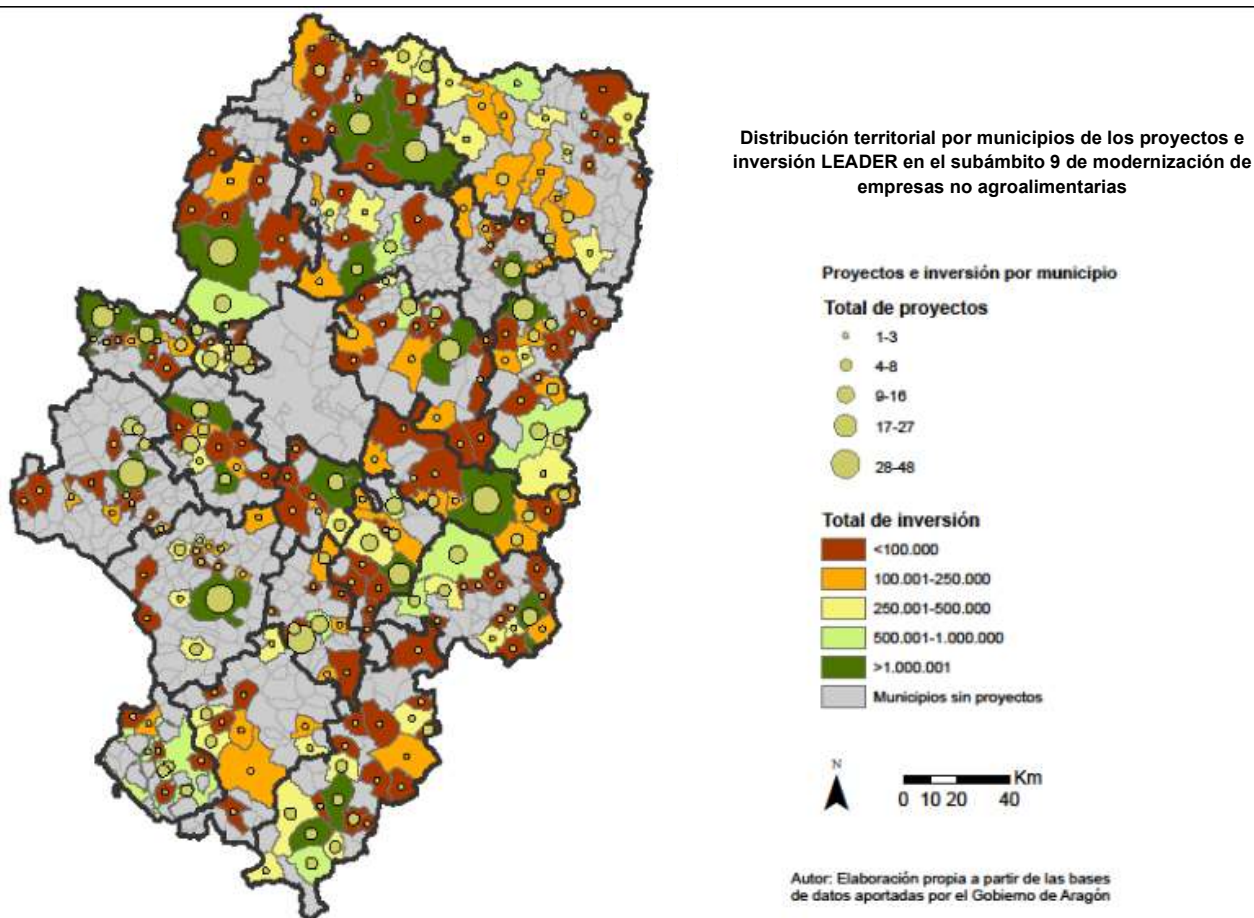 Distribución territorial por municipios de los proyectos e
inversión LEADER en el subámbito 9 de modernización de
empresas no agroalimentarias
Proyectos e inversión por municipio
Total de proyectos
1-3
4-8
9-16
17-27
28-48
Total de inversión
<100.000
100.001-250.000
250.001-500.000
500.001-1.000.000
>1.000.001
Municipios sin proyectos
N
Km
0 10 20 40
Autor: Elaboración propia a partir de las bases
de datos aportadas por el Gobierno de Aragón